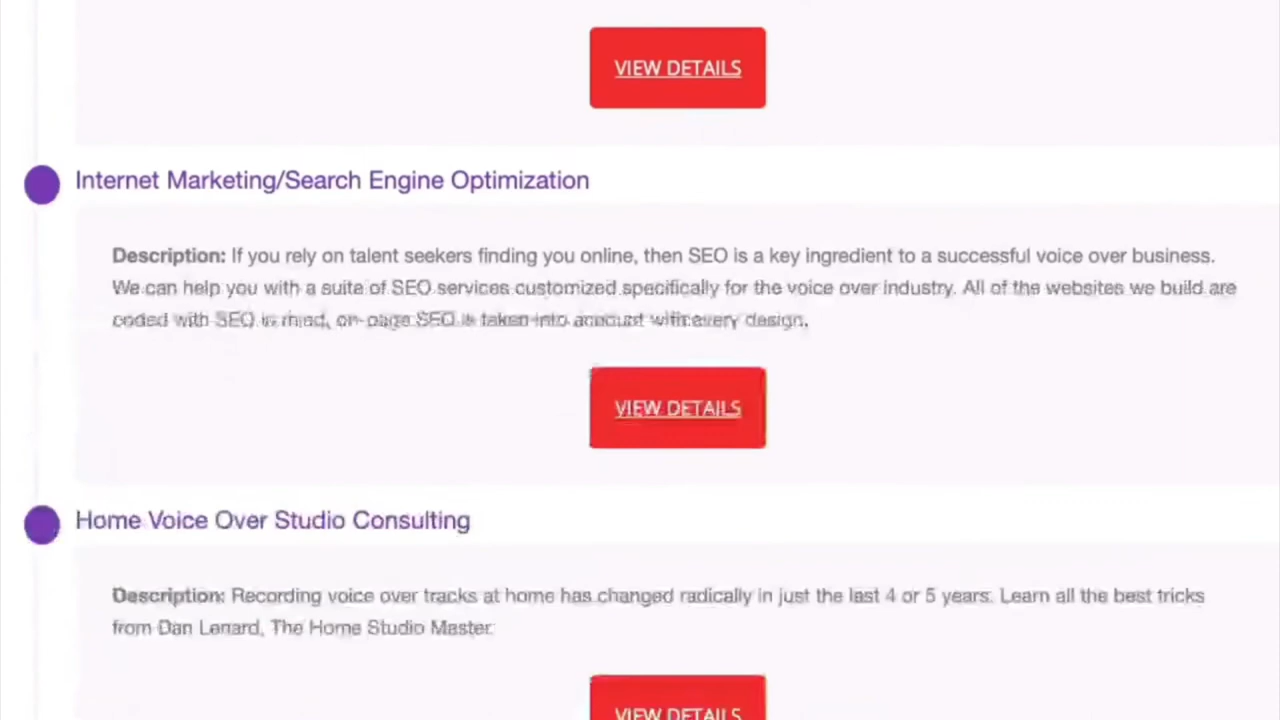 VIEW DETAILS
Internet Marketing/Search Engine Optimization
Description: If you rely on talent seekers finding you online, then SEO is a key ingredient to a successful voice over business.
We can help you with a suite of SEO services customized specifically for the voice over industry. All of the websites we build are
coded with SEO in mind, on-page SEO is taken into account with every design.
VIEW DETAILS
Home Voice Over Studio Consulting
Description: Recording voice over tracks at home has changed radically in just the last 4 or 5 years. Learn all the best tricks
from Dan Lenard, The Home Studio Master.
VIEW DETAILS